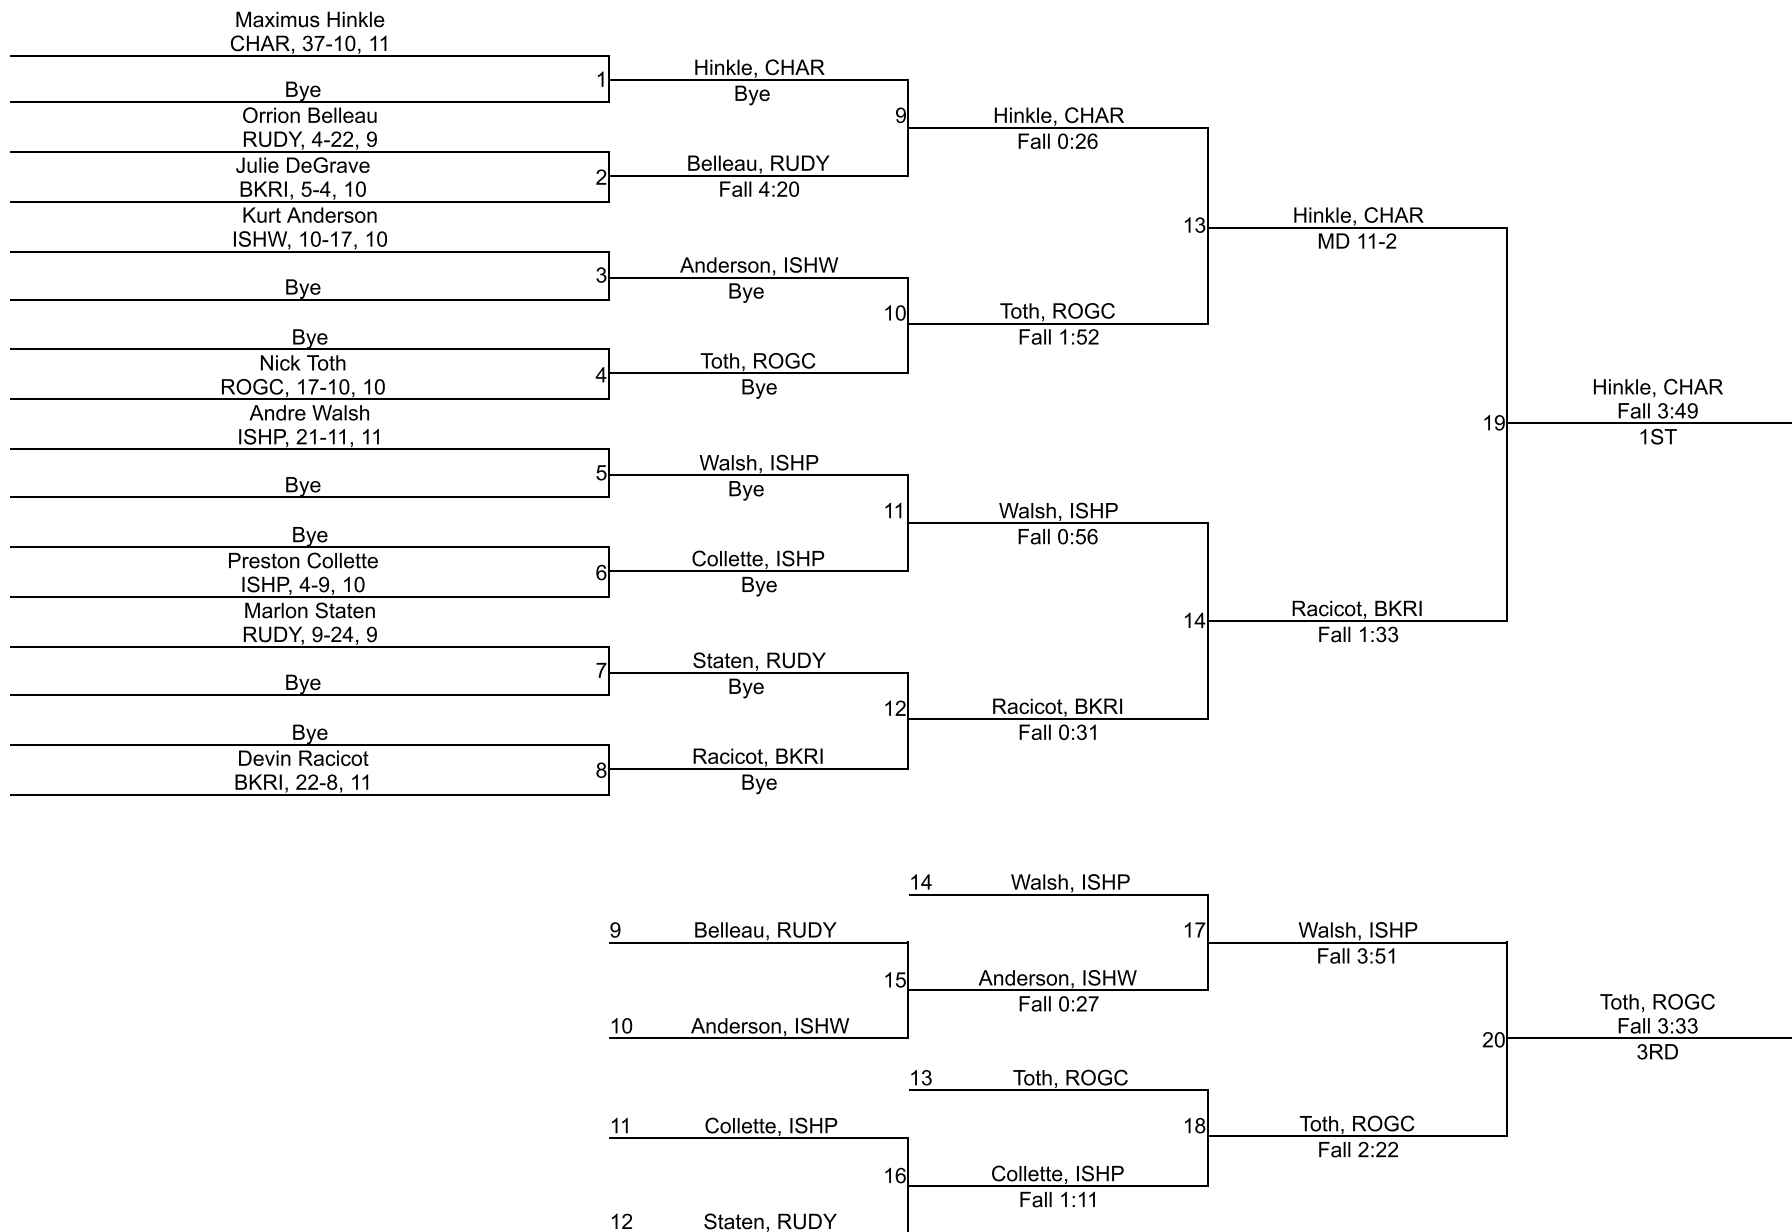 Maximus Hinkle
CHAR, 37-10, 11
1
Bye
Hinkle, CHAR
Bye
Orrion Belleau
RUDY, 4-22, 9
9
Hinkle, CHAR
Fall 0:26
Julie DeGrave
BKRI, 5-4, 10
2
Belleau, RUDY
Fall 4:20
Kurt Anderson
ISHW, 10-17, 10
13
Hinkle, CHAR
MD 11-2
3
Bye
Anderson, ISHW
Bye
10
Toth, ROGC
Fall 1:52
Bye
Nick Toth
ROGC, 17-10, 10
4
Toth, ROGC
Bye
Andre Walsh
ISHP, 21-11, 11
19
Hinkle, CHAR
Fall 3:49
1ST
5
Bye
Walsh, ISHP
Bye
11
Walsh, ISHP
Fall 0:56
Bye
Preston Collette
ISHP, 4-9, 10
6
Collette, ISHP
Bye
Marlon Staten
RUDY, 9-24, 9
14
Racicot, BKRI
Fall 1:33
7
Bye
Staten, RUDY
Bye
12
Racicot, BKRI
Fall 0:31
Bye
Devin Racicot
BKRI, 22-8, 11
8
Racicot, BKRI
Bye
14
Walsh, ISHP
9
Belleau, RUDY
17
Walsh, ISHP
Fall 3:51
15
Anderson, ISHW
Fall 0:27
10
Anderson, ISHW
20
Toth, ROGC
Fall 3:33
3RD
13
Toth, ROGC
11
Collette, ISHP
18
Toth, ROGC
Fall 2:22
16
Collette, ISHP
Fall 1:11
12
Staten, RUDY